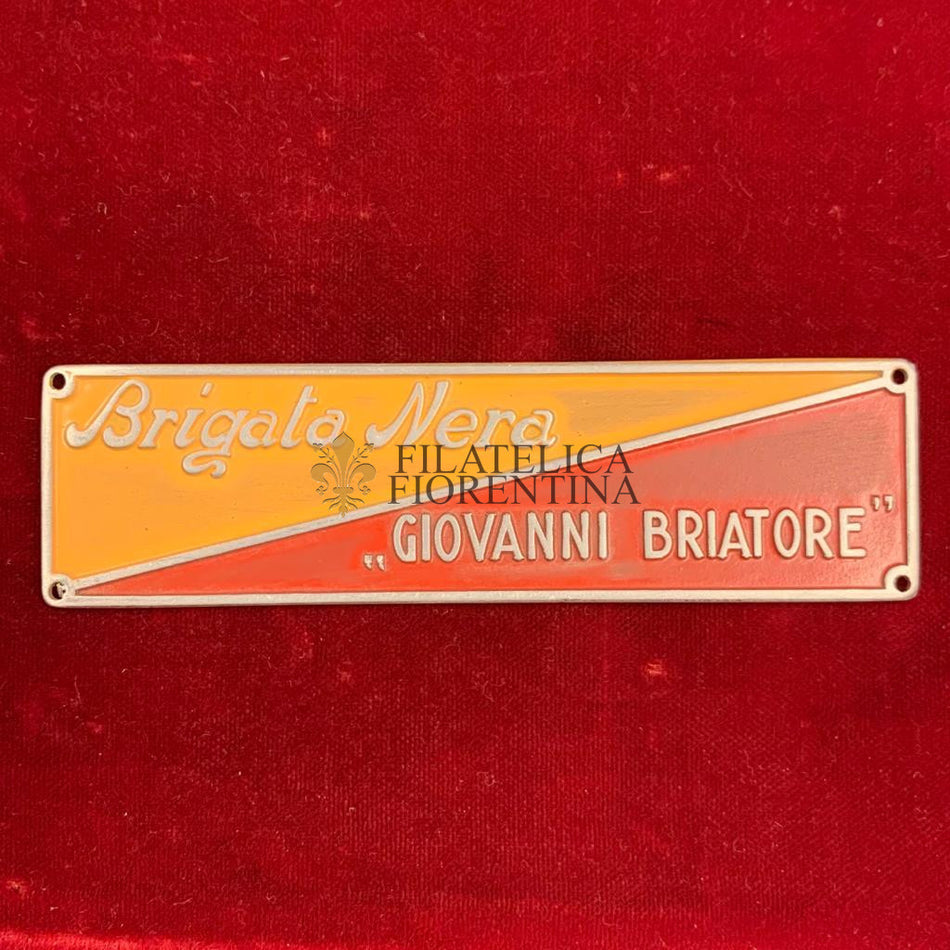 Brigata Nera
FILATELICA
FIORENTINA
„GIOVANNI BRIATORE”